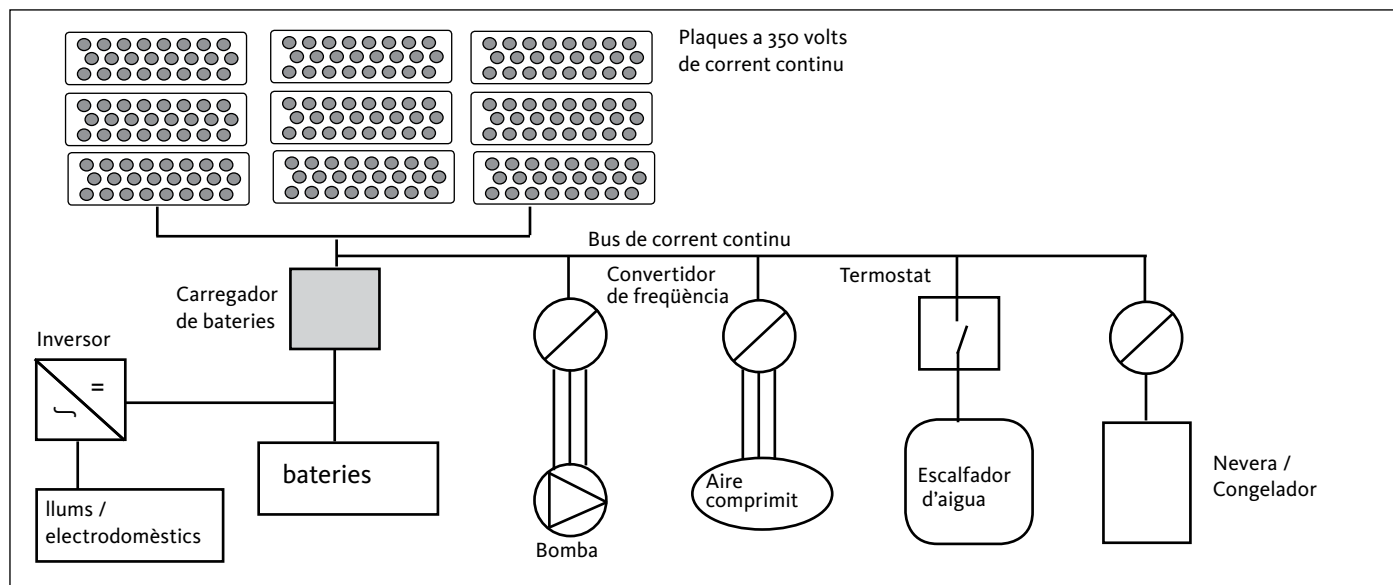 Plaques a 350 volts
de corrent continu
Bus de corrent continu
Carregador
de bateries
Convertidor
de freqüència
Termostat
Inversor
=
bateries
llums /
electrodomèstics
Bomba
Aire
comprimit
Escalfador
d'aigua
Nevera /
Congelador